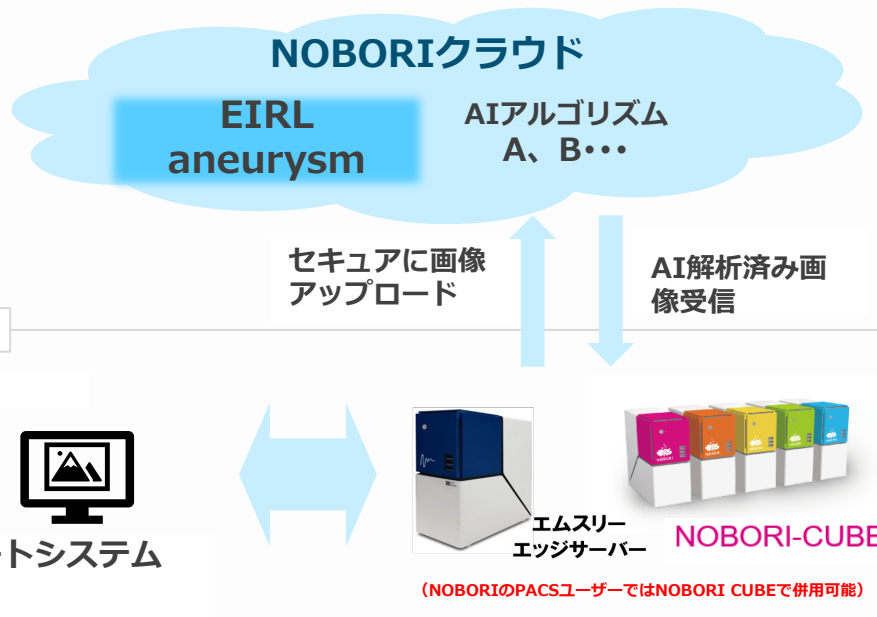 NOBORIクラウド
EIRL
aneurysm
AIアルゴリズム
A、B・・・
セキュアに画像
アップロード
AI解析済み画
像受信
トシステム
エムスリー
エッジサーバー
NOBORI-CUBE
（NOBORIのPACSユーザーではNOBORI CUBEで併用可能）